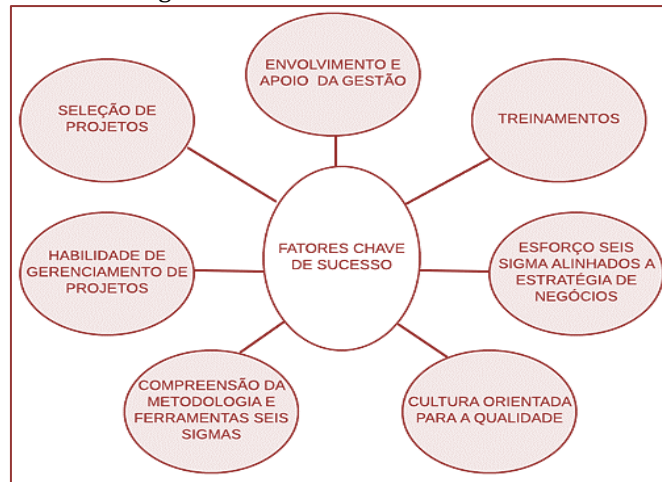 ENVOLVIMENTO E
APOIO DA GESTÃO
SELEÇÃO DE
PROJETOS
TREINAMENTOS
FATORES CHAVE
DE SUCESSO
HABILIDADE DE
GERENCIAMENTO DE
PROJETOS
ESFORÇO SEIS
SIGMA ALINHADOS A
ESTRATÉGIA DE
NEGÓCIOS
COMPREENSÃO DA
METODOLOGIA E
FERRAMENTAS SEIS
SIGMAS
CULTURA ORIENTADA
PARA A QUALIDADE